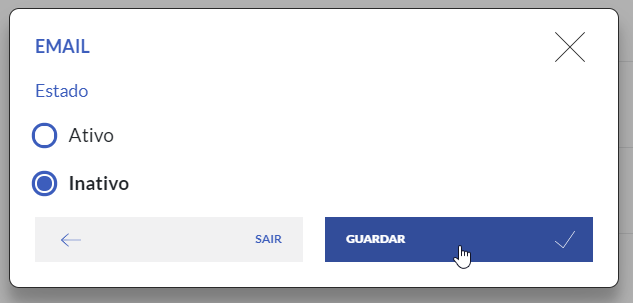 EMAIL
Estado
Ativo
Inativo
SAIR
GUARDAR